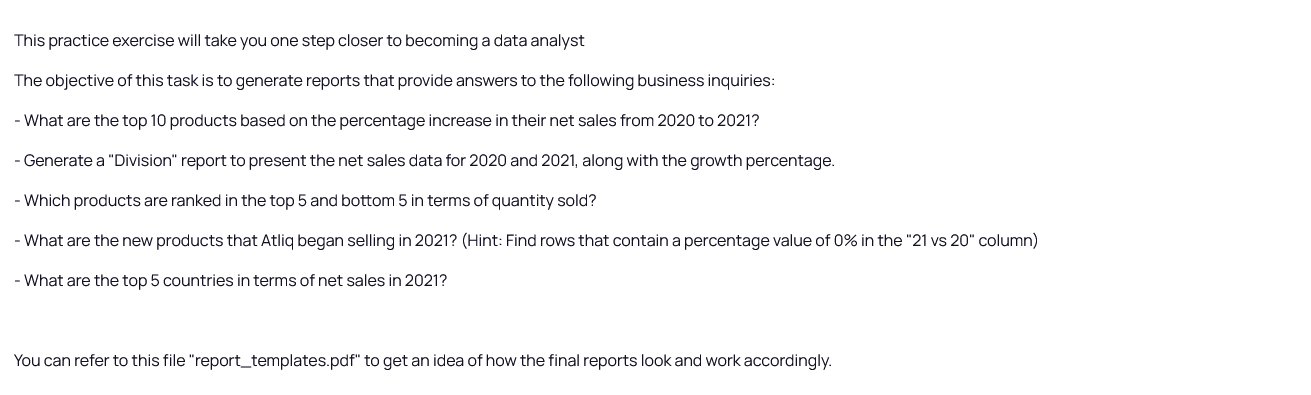 This practice exercise will take you one step closer to becoming a data analyst
The objective of this task is to generate reports that provide answers to the following business inquiries:
- What are the top 10 products based on the percentage increase in their net sales from 2020 to 2021?
- Generate a "Division" report to present the net sales data for 2020 and 2021, along with the growth percentage.
- Which products are ranked in the top 5 and bottom 5 in terms of quantity sold?
- What are the new products that Atliq began selling in 2021? (Hint: Find rows that contain a percentage value of 0% in the "21 vs 20" column)
- What are the top 5 countries in terms of net sales in 2021?
You can refer to this file "report_templates.pdf" to get an idea of how the final reports look and work accordingly.